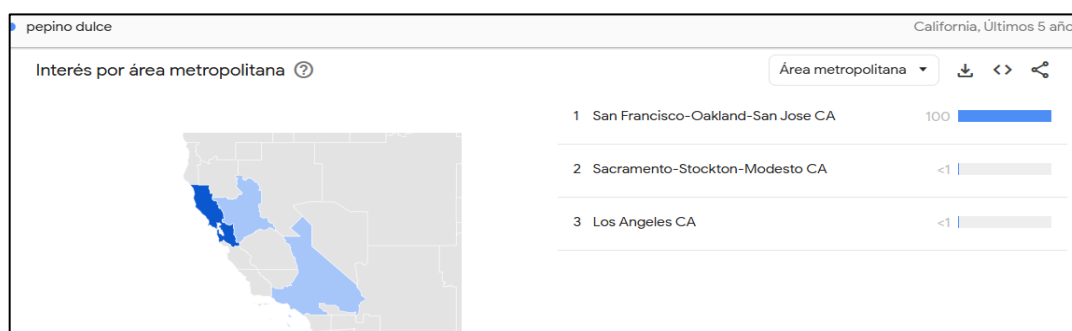 pepino dulce
California, Últimos 5 año
Interés por área metropolitana
Área metropolitana
1 San Francisco-Oakland-San Jose CA 100
2 Sacramento-Stockton-Modesto CA <1
3 Los Angeles CA <1